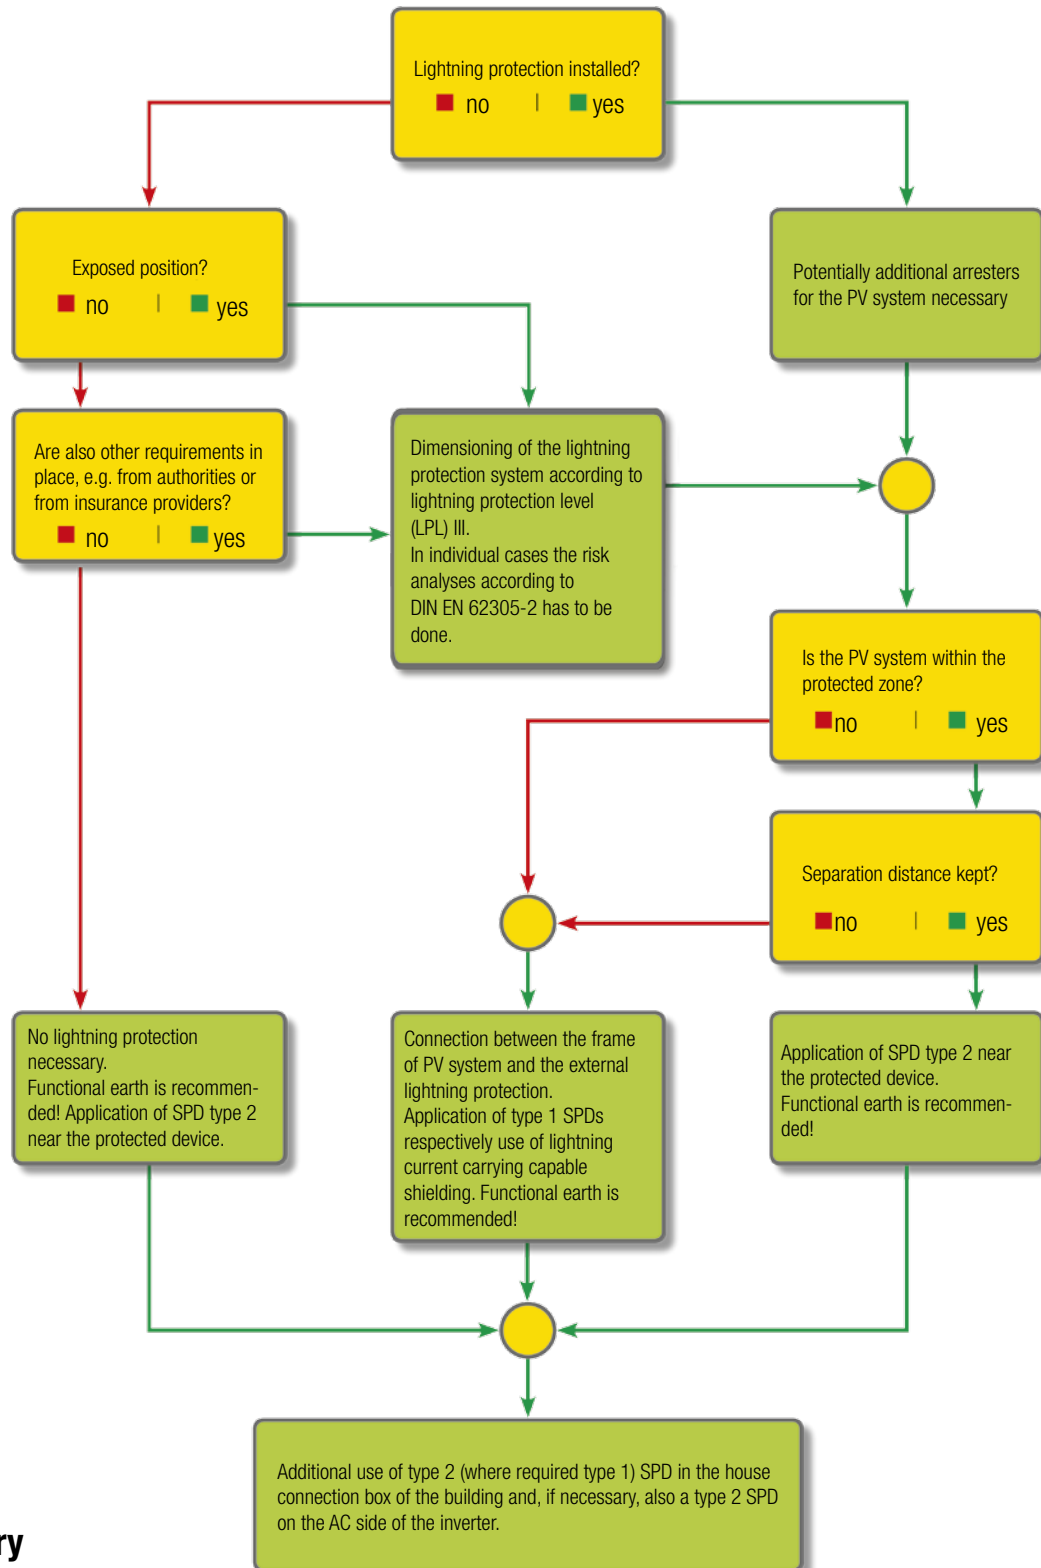 Lightning protection installed?
no | yes
Exposed position?
no | yes
Potentially additional arresters
for the PV system necessary
Are also other requirements in
place, e.g. from authorities or
from insurance providers?
no | yes
Dimensioning of the lightning
protection system according to
lightning protection level
(LPL) III.
In individual cases the risk
analyses according to
DIN EN 62305-2 has to be
done.
Is the PV system within the
protected zone?
no | yes
Separation distance kept?
no | yes
No lightning protection
necessary.
Functional earth is recommen-
ded! Application of SPD type 2
near the protected device.
Connection between the frame
of PV system and the external
lightning protection.
Application of type 1 SPDs
respectively use of lightning
current carrying capable
shielding. Functional earth is
recommended!
Application of SPD type 2 near
the protected device.
Functional earth is recommen-
ded!
Additional use of type 2 (where required type 1) SPD in the house
connection box of the building and, if necessary, also a type 2 SPD
on the AC side of the inverter.
ry